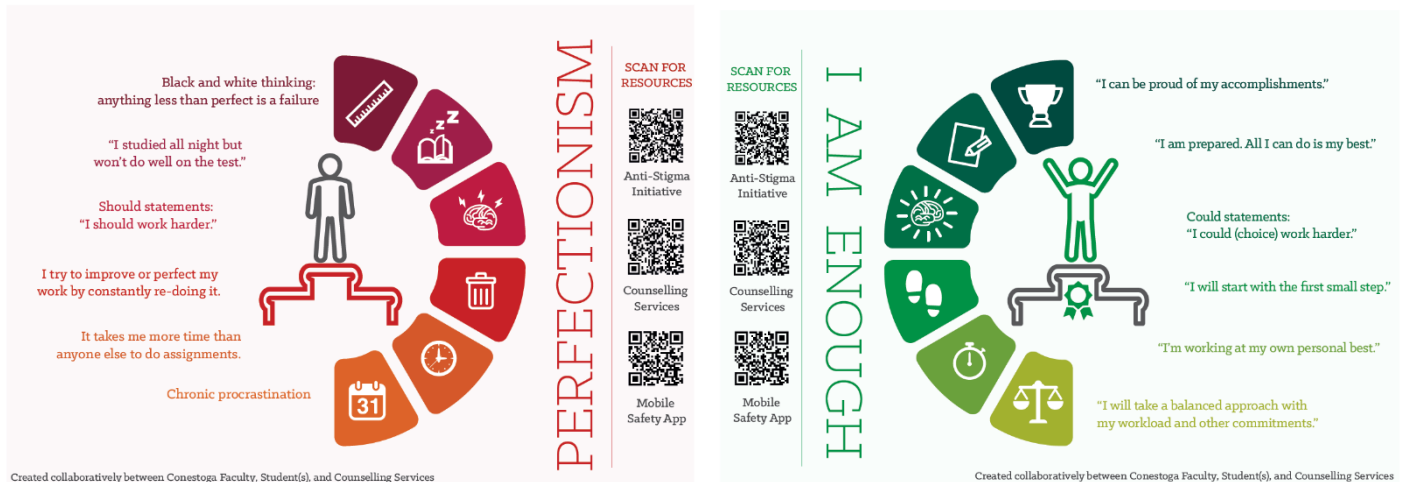 Black and white thinking:
anything less than perfect is a failure
"I studied all night but
won't do well on the test."
Should statements:
"I should work harder."
I try to improve or perfect my
work by constantly re-doing it.
It takes me more time than
anyone else to do assignments.
Chronic procrastination
z z Z
31
PERFECTIONISM
SCAN FOR
RESOURCES
Anti-Stigma
Initiative
Counselling
Services
Mobile
Safety App
Created collaboratively between Conestoga Faculty, Student(s), and Counselling Services
SCAN FOR
RESOURCES
Anti-Stigma
Initiative
Counselling
Services
Mobile
Safety App
I AM ENOUGH
"I can be proud of my accomplishments."
"I am prepared. All I can do is my best."
Could statements:
"I could (choice) work harder."
"I will start with the first small step."
"I'm working at my own personal best."
"I will take a balanced approach with
my workload and other commitments."
Created collaboratively between Conestoga Faculty, Student(s), and Counselling Services